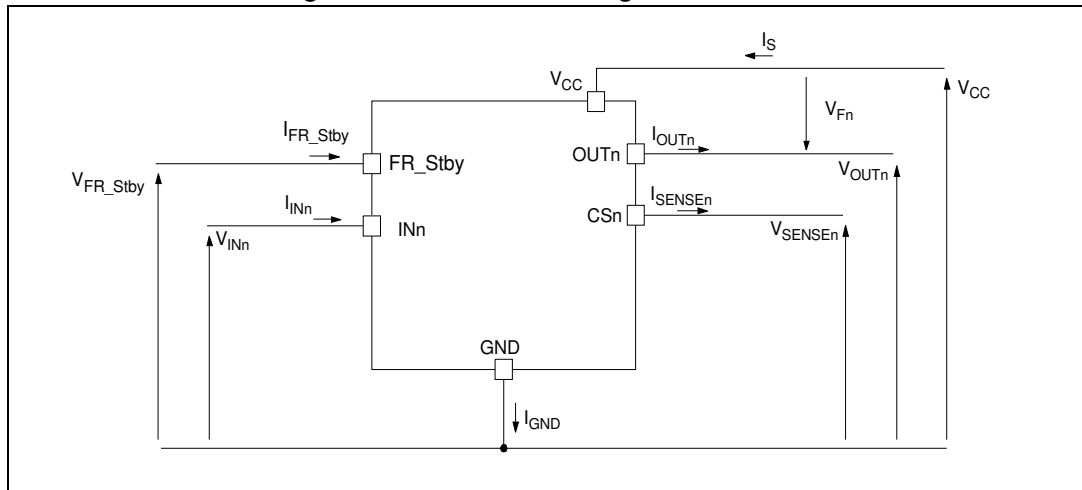 I_S
V_CC
V_CC
V_Fn
I_FR_Stby
I_OUTn
FR_Stby
OUTn
V_FR_Stby
V_OUTn
I_INn
I_SENSEn
INn
CSn
V_INn
V_SENSEn
GND
I_GND